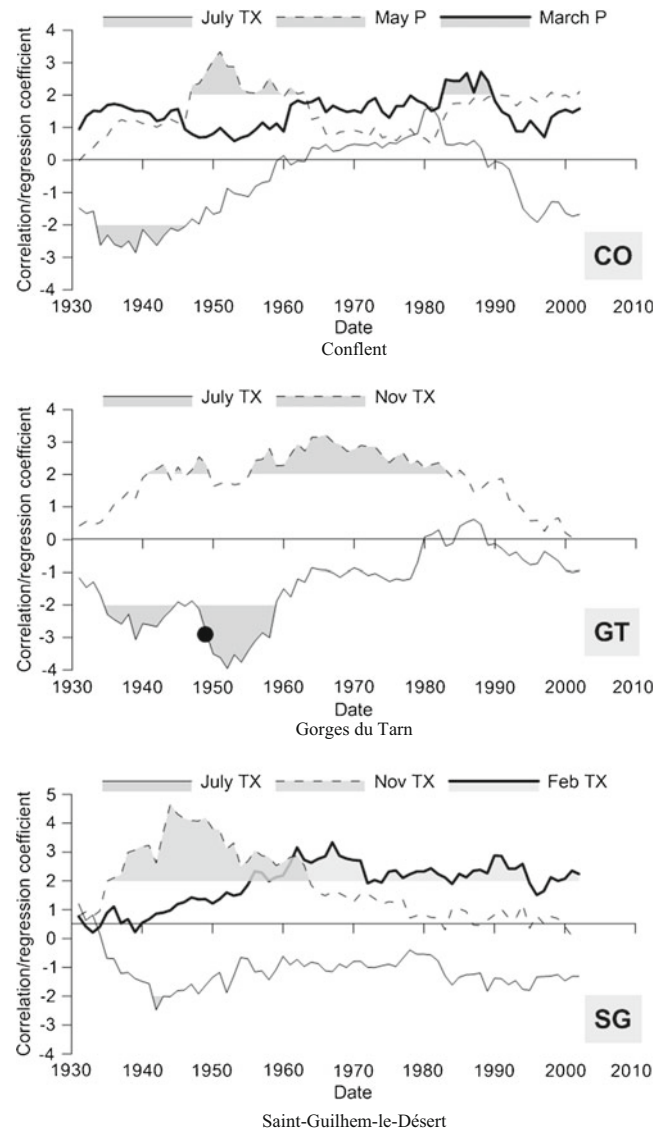 July TX May P March P
Correlation/regression coefficient
4
3
2
1
0
-1
-2
-3
-4
CO
1930 1940 1950 1960 1970 1980 1990 2000 2010
Date
Conflent
July TX Nov TX
Correlation/regression coefficient
4
3
2
1
0
-1
-2
-3
-4
GT
1930 1940 1950 1960 1970 1980 1990 2000 2010
Date
Gorges du Tarn
July TX Nov TX Feb TX
Correlation/regression coefficient
5
4
3
2
1
0
-1
-2
-3
-4
SG
1930 1940 1950 1960 1970 1980 1990 2000 2010
Date
Saint-Guilhem-le-Désert